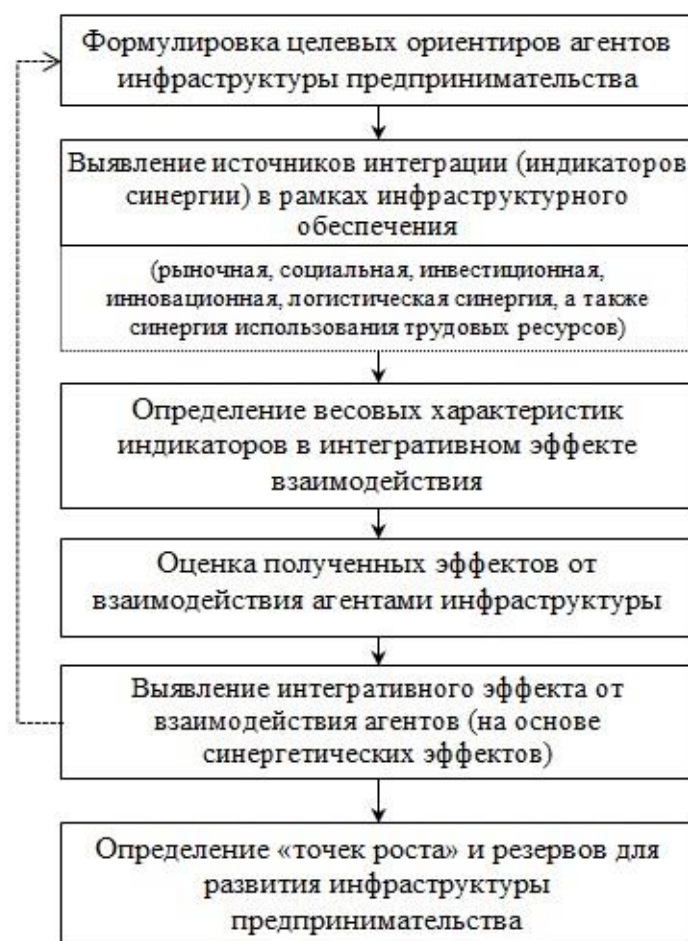 Формулировка целевых ориентиров агентов
инфраструктуры предпринимательства
Выявление источников интеграции (индикаторов
синергии) в рамках инфраструктурного
обеспечения
(рыночная, социальная, инвестиционная,
инновационная, логистическая синергия, а также
синергия использования трудовых ресурсов)
Определение весовых характеристик
индикаторов в интегративном эффекте
взаимодействия
Оценка полученных эффектов от
взаимодействия агентами инфраструктуры
Выявление интегративного эффекта от
взаимодействия агентов (на основе
синергетических эффектов)
Определение «точек роста» и резервов для
развития инфраструктуры
предпринимательства